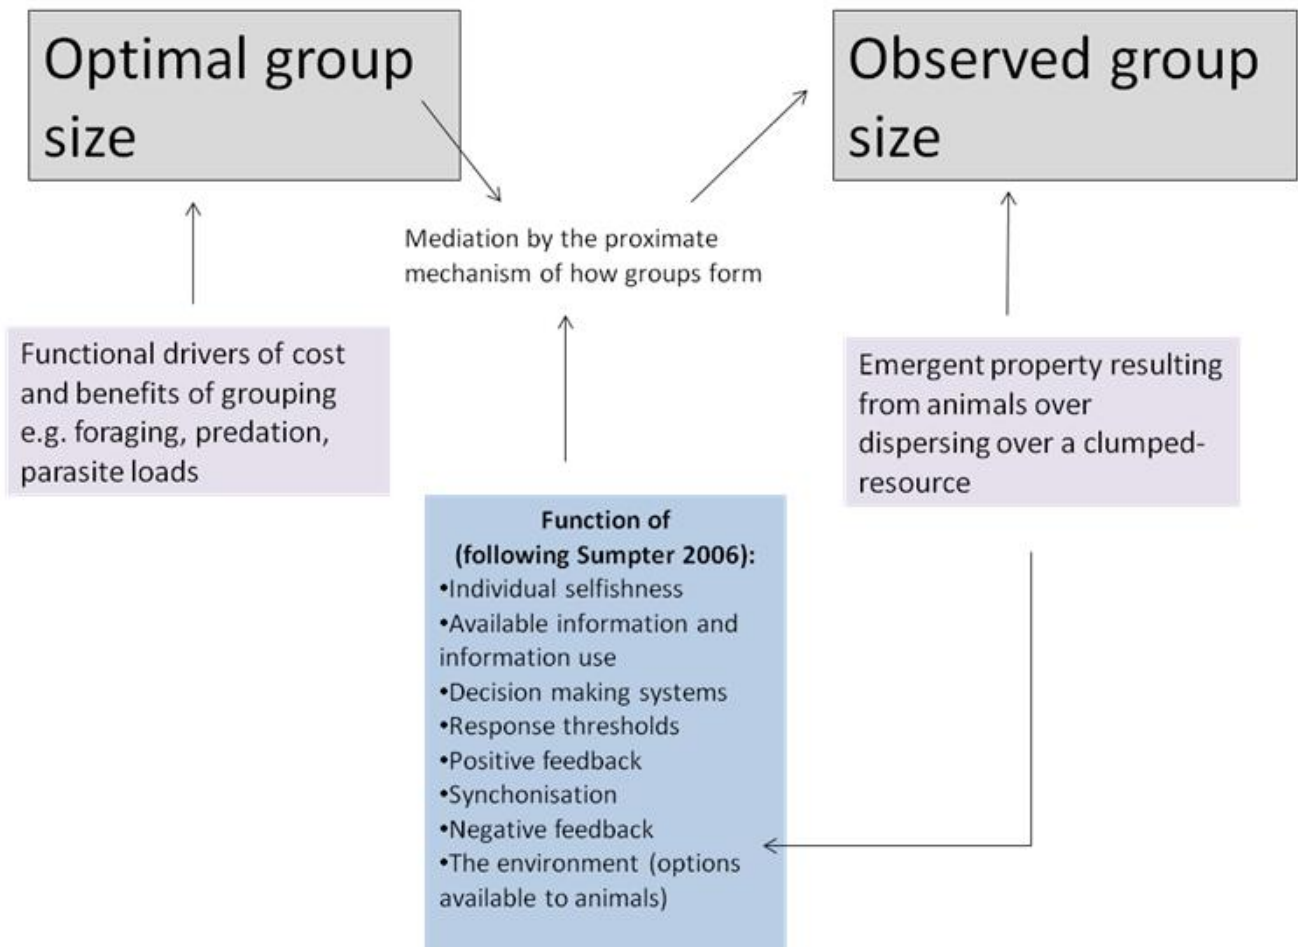 Optimal group
size
Observed group
size
Mediation by the proximate
mechanism of how groups form
Functional drivers of cost
and benefits of grouping
e.g. foraging, predation,
parasite loads
Emergent property resulting
from animals over
dispersing over a clumped-
resource
Function of
(following Sumpter 2006):
•Individual selfishness
•Available information and
information use
•Decision making systems
•Response thresholds
•Positive feedback
•Synchonisation
•Negative feedback
•The environment (options
available to animals)